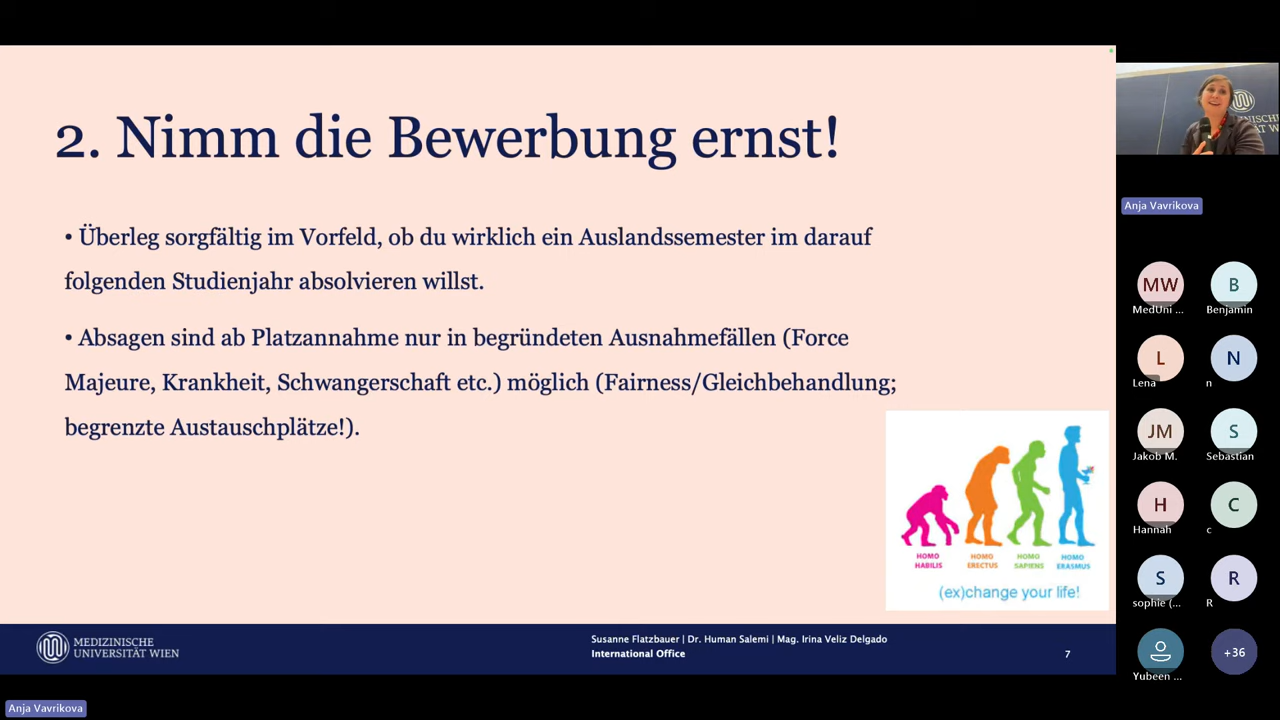 2. Nimm die Bewerbung ernst!
• Überleg sorgfältig im Vorfeld, ob du wirklich ein Auslandssemester im darauf
folgenden Studienjahr absolvieren willst.
• Absagen sind ab Platzannahme nur in begründeten Ausnahmefällen (Force
Majeure, Krankheit, Schwangerschaft etc.) möglich (Fairness/Gleichbehandlung;
begrenzte Austauschplätze!).
HOMO HABILIS
HOMO ERECTUS
HOMO SAPIENS
HOMO ERASMUS
(ex)change your life!
MEDIZINISCHE
UNIVERSITÄT WIEN
Susanne Flatzbauer | Dr. Human Salemi | Mag. Irina Veliz Delgado
International Office
7
Anja Vavrikova
Anja Vavrikova
MW
MedUni ...
B
Benjamin
L
Lena
N
n
JM
Jakob M.
S
Sebastian
H
Hannah
C
c
S
sophie (...
R
R
Yubeen ...
+36